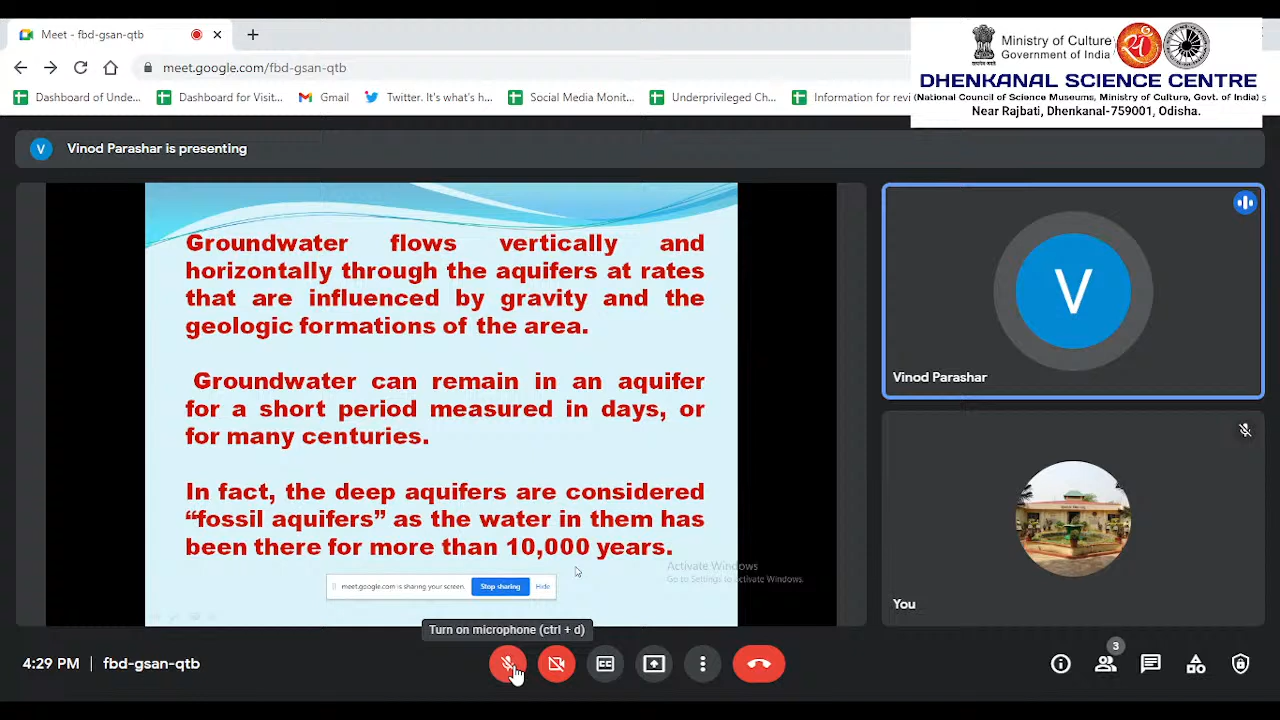 Meet - fbd-gsan-qtb
meet.google.com/fbd-gsan-qtb
Dashboard of Unde...
Dashboard for Visit...
Gmail
Twitter. It's what's h...
Social Media Monit...
Underprivileged Ch...
Information for revi
Ministry of Culture
Government of India
DHENKANAL SCIENCE CENTRE
(National Council of Science Museums, Ministry of Culture, Govt. of India)
Near Rajbati, Dhenkanal-759001, Odisha.
V
Vinod Parashar is presenting
Groundwater flows vertically and
horizontally through the aquifers at rates
that are influenced by gravity and the
geologic formations of the area.
Groundwater can remain in an aquifer
for a short period measured in days, or
for many centuries.
In fact, the deep aquifers are considered
“fossil aquifers” as the water in them has
been there for more than 10,000 years.
Activate Windows
Go to Settings to activate Windows.
meet.google.com is sharing your screen.
Stop sharing
Hide
V
Vinod Parashar
You
Turn on microphone (ctrl + d)
4:29 PM | fbd-gsan-qtb
CC
3